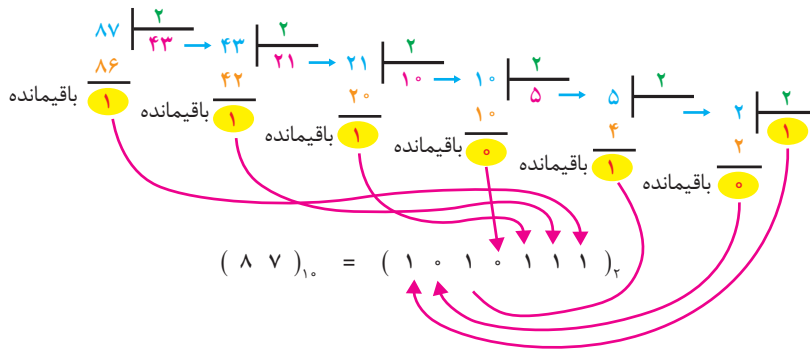 ۸۷ ۲ ۴۳
۸۶
باقیمانده ۱
۴۳ ۲ ۲۱
۴۲
باقیمانده ۱
۲۱ ۲ ۱۰
۲۰
باقیمانده ۱
۱۰ ۲ ۵
۱۰
باقیمانده ۰
۵ ۲
۴
باقیمانده ۱
۲ ۲ ۱
۲
باقیمانده ۰
(۸ ۷)۱۰ = (۱ ۰ ۱ ۰ ۱ ۱ ۱)۲